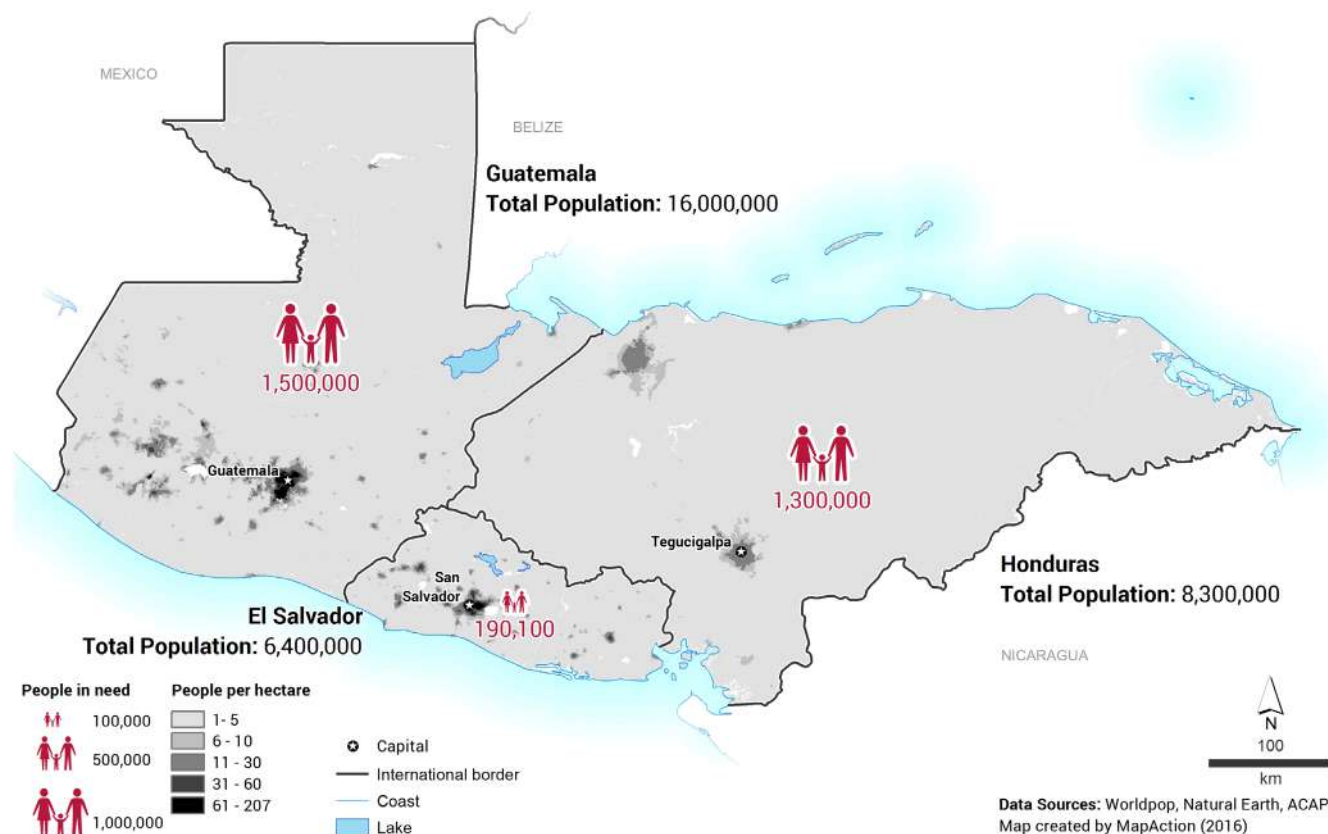 MEXICO
BELIZE
Guatemala
Total Population: 16,000,000
1,500,000
Guatemala
1,300,000
Tegucigalpa
San
Salvador
190,100
El Salvador
Total Population: 6,400,000
Honduras
Total Population: 8,300,000
NICARAGUA
People in need
100,000
500,000
1,000,000
People per hectare
1- 5
6 - 10
11 - 30
31 - 60
61 - 207
Capital
International border
Coast
Lake
N
100
km
Data Sources: Worldpop, Natural Earth, ACAP
Map created by MapAction (2016)